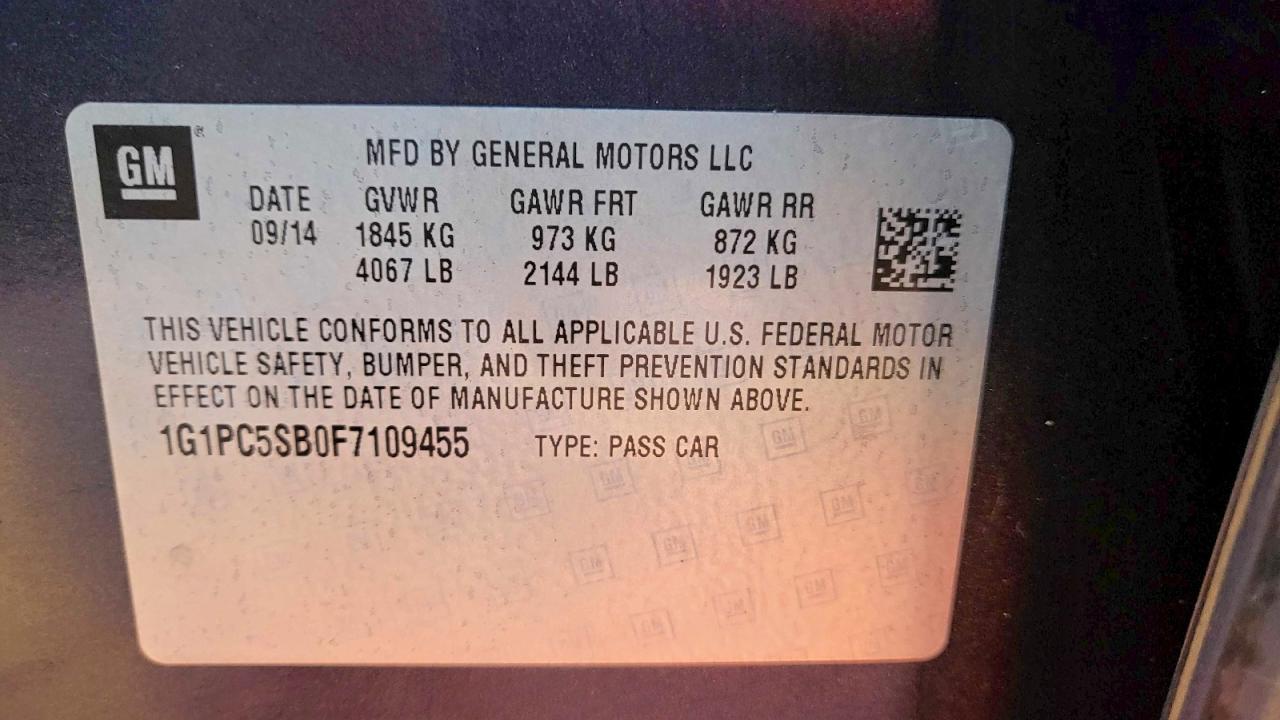 GM
MFD BY GENERAL MOTORS LLC
DATE GVWR GAWR FRT GAWR RR
09/14 1845 KG 973 KG 872 KG
4067 LB 2144 LB 1923 LB
THIS VEHICLE CONFORMS TO ALL APPLICABLE U.S. FEDERAL MOTOR
VEHICLE SAFETY, BUMPER, AND THEFT PREVENTION STANDARDS IN
EFFECT ON THE DATE OF MANUFACTURE SHOWN ABOVE.
1G1PC5SB0F7109455 TYPE: PASS CAR